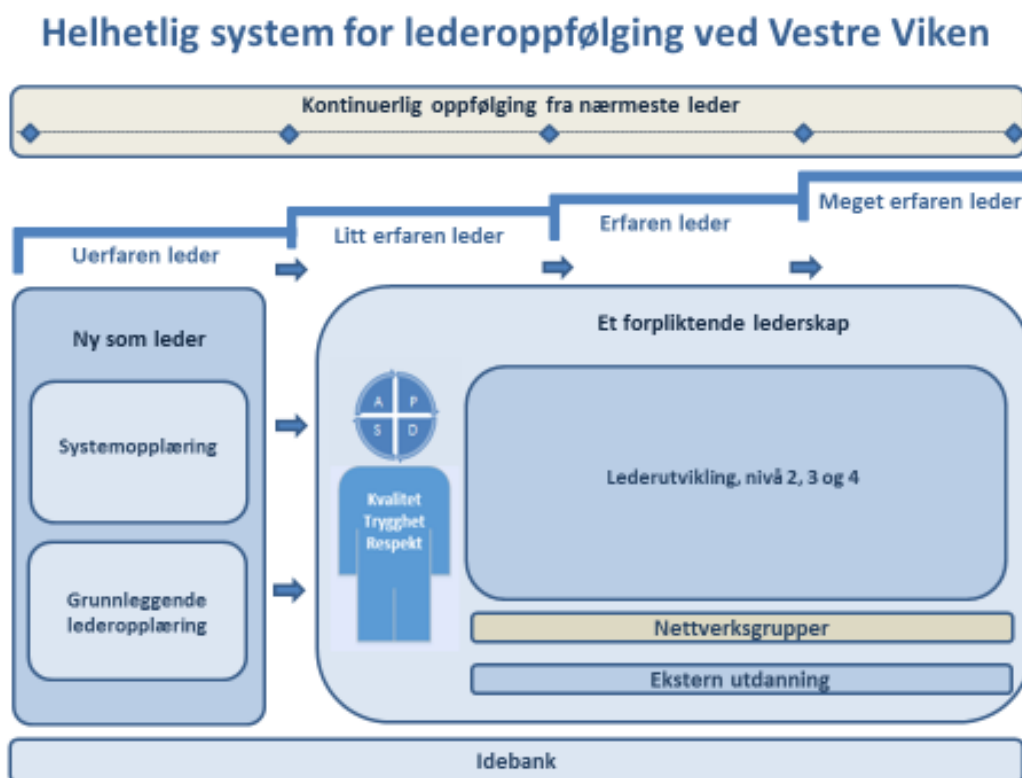 Helhetlig system for lederoppfølging ved Vestre Viken
Kontinuerlig oppfølging fra nærmeste leder
Uerfaren leder
Litt erfaren leder
Erfaren leder
Meget erfaren leder
Ny som leder
Systemopplæring
Grunnleggende
lederopplæring
Et forpliktende lederskap
A P
S D
Kvalitet
Trygghet
Respekt
Lederutvikling, nivå 2, 3 og 4
Nettverksgrupper
Ekstern utdanning
Idebank